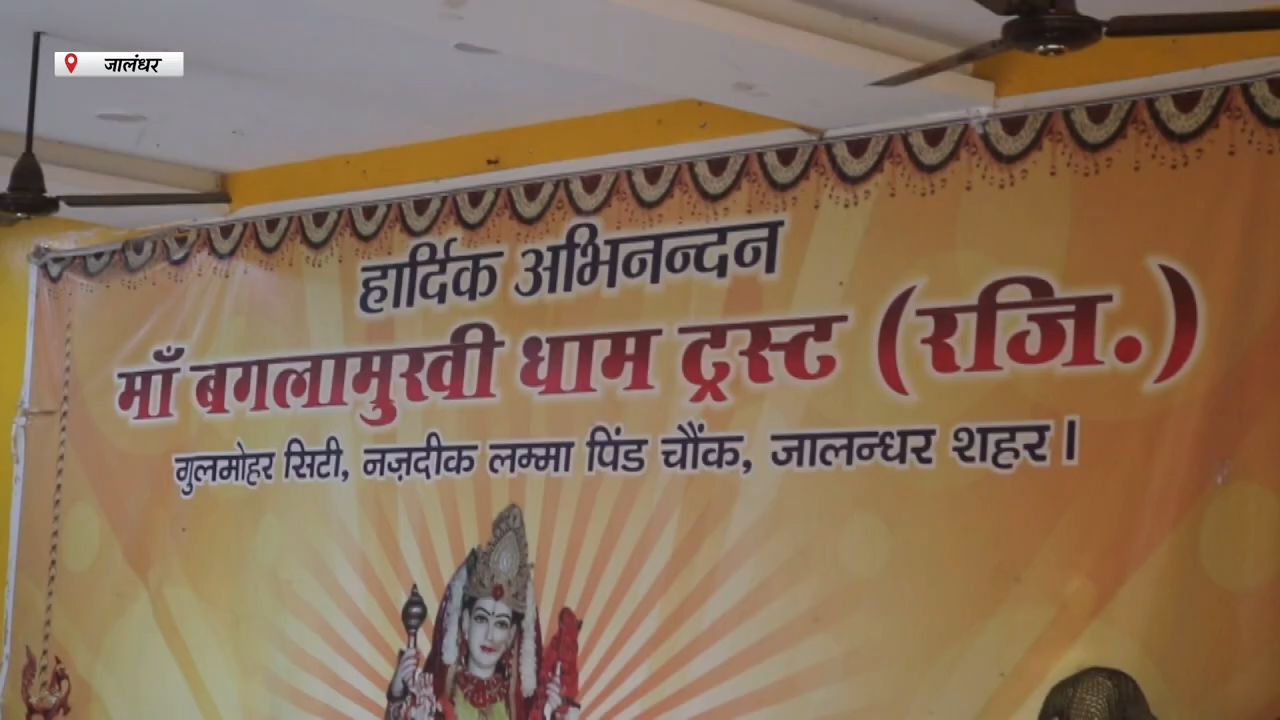 जालंधर
हार्दिक अभिनन्दन
माँ बगलामुखी धाम ट्रस्ट (रजि.)
गुलमोहर सिटी, नज़दीक लम्मा पिंड चौंक, जालन्धर शहर।